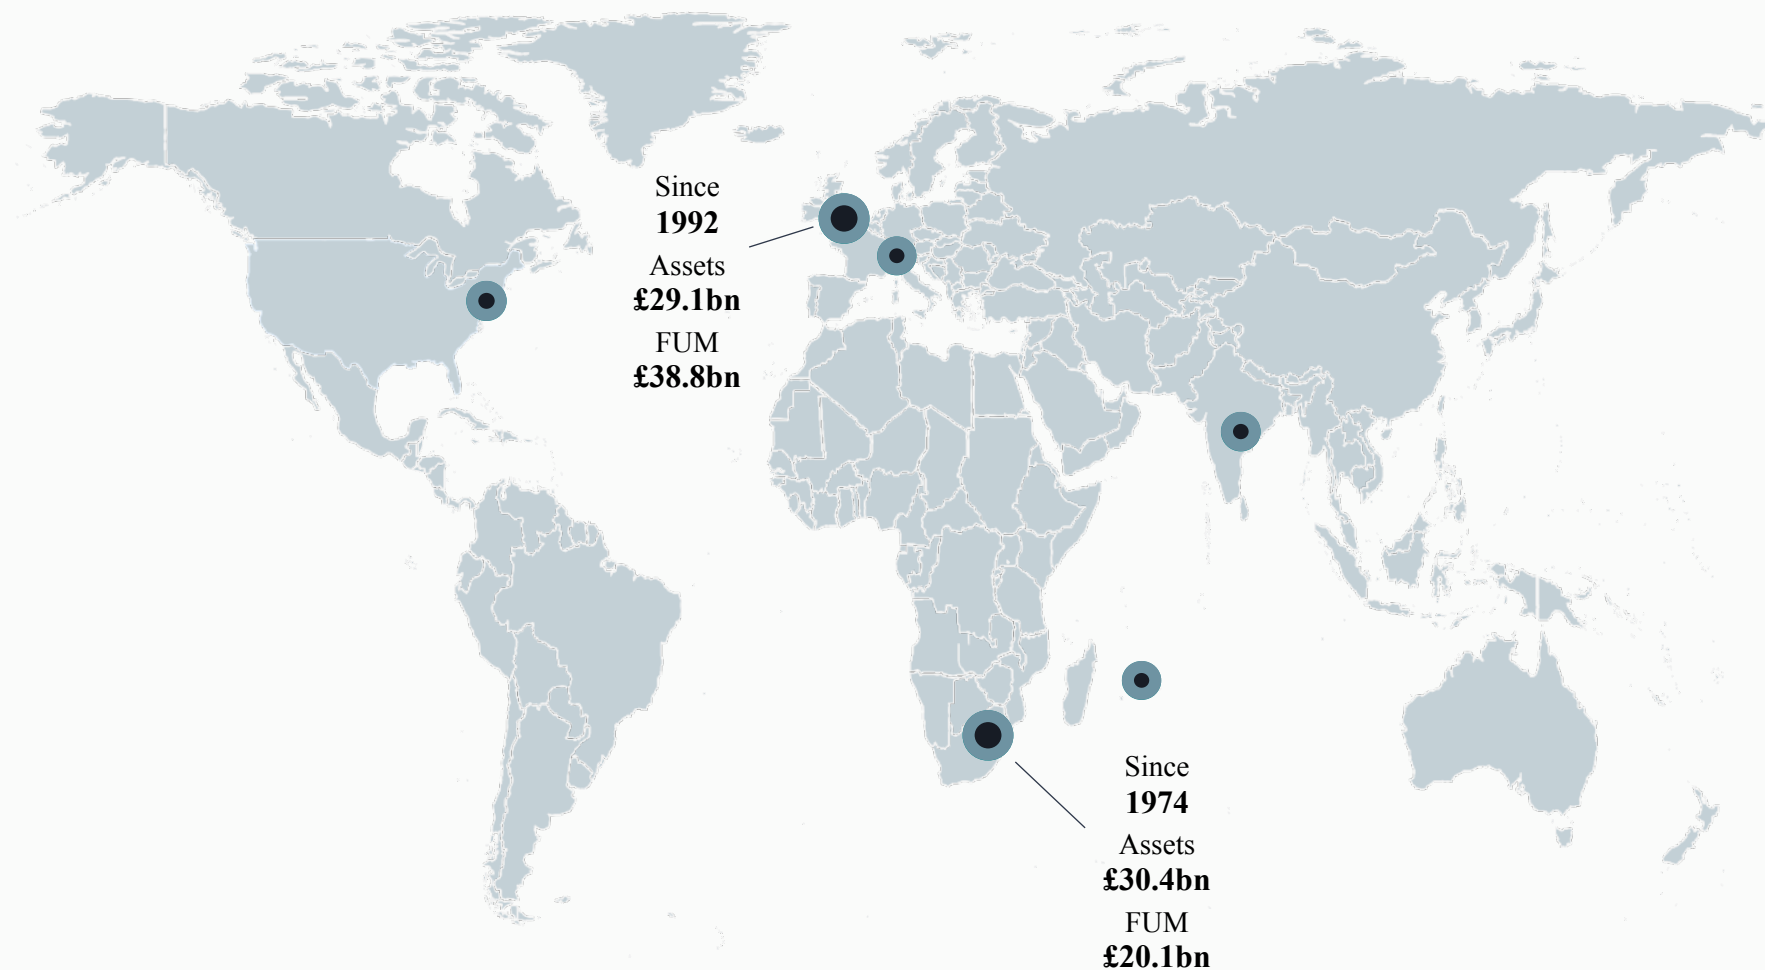 Since
1992
Assets
£29.1bn
FUM
£38.8bn
Since
1974
Assets
£30.4bn
FUM
£20.1bn